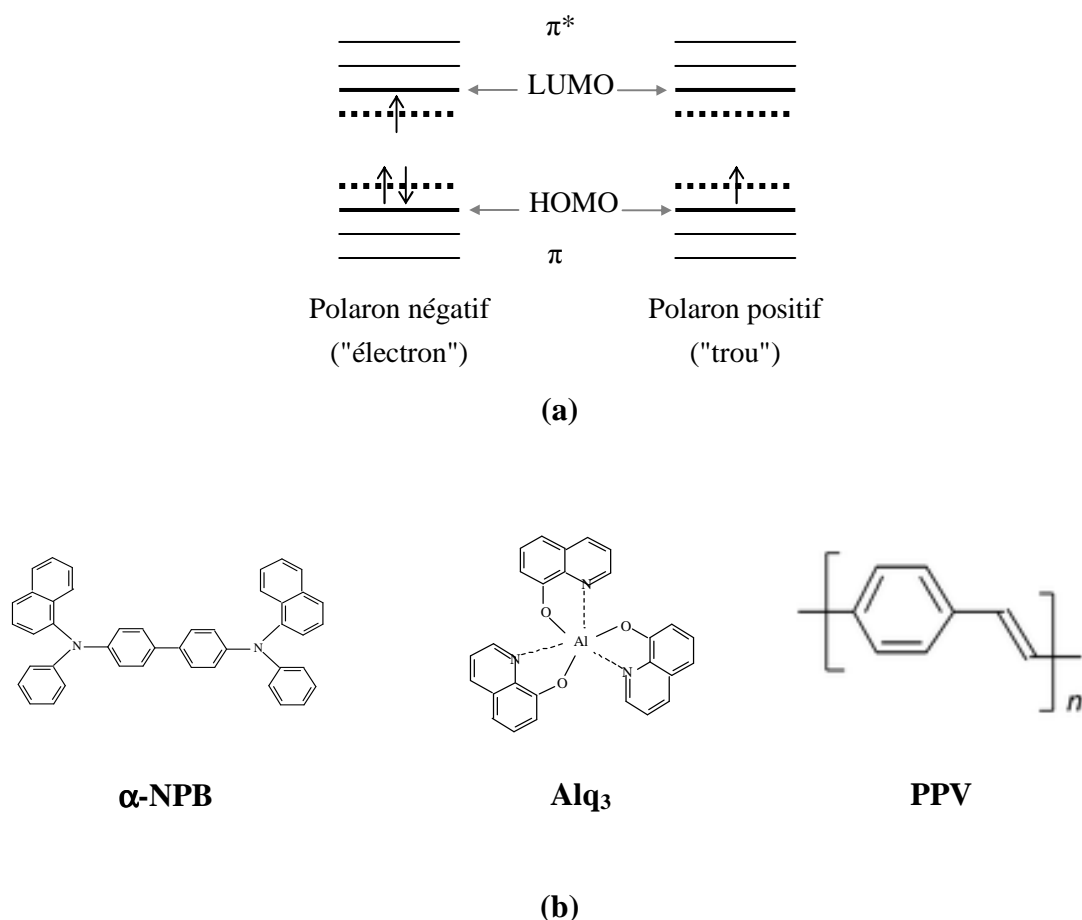 π*
LUMO
HOMO
π
Polaron négatif
("électron")
Polaron positif
("trou")
(a)
N
N
O
N
Al
O
N
O
N
n
α-NPB
Alq₃
PPV
(b)